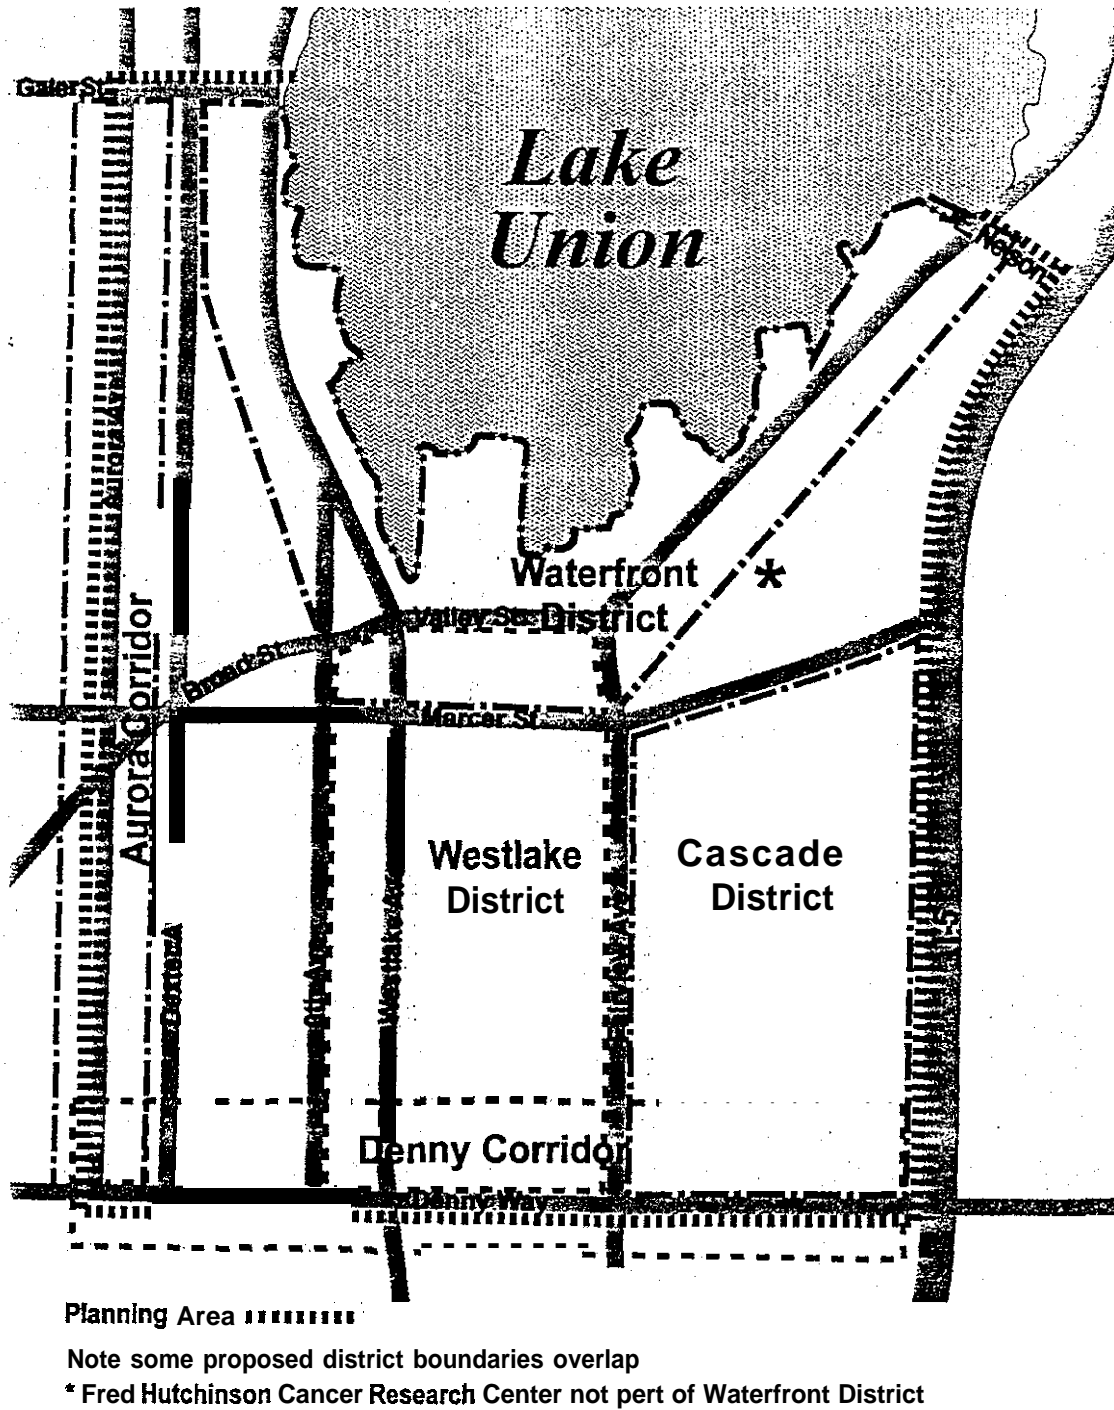 Galer St.
Lake
Union
Nelson
Aurora Ave
Waterfront
District
*
Valley St.
Broad St.
Aurora Corridor
Marcer St.
Westlake
District
Cascade
District
Dexter A
9th Ave
Westlake A
Fairview Ave
I-5
Denny Corridor
Denny Way
Planning Area
Note some proposed district boundaries overlap
* Fred Hutchinson Cancer Research Center not pert of Waterfront District